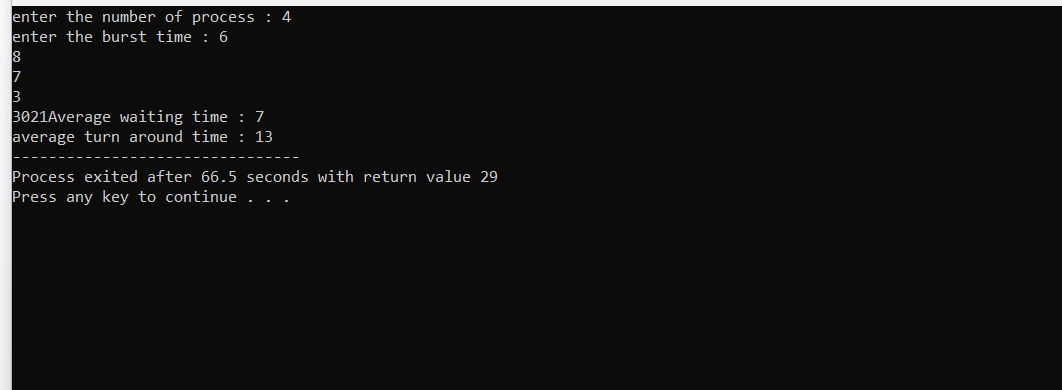 enter the number of process : 4
enter the burst time : 6
8
7
3
3021Average waiting time : 7
average turn around time : 13
--------------------------------
Process exited after 66.5 seconds with return value 29
Press any key to continue . . .